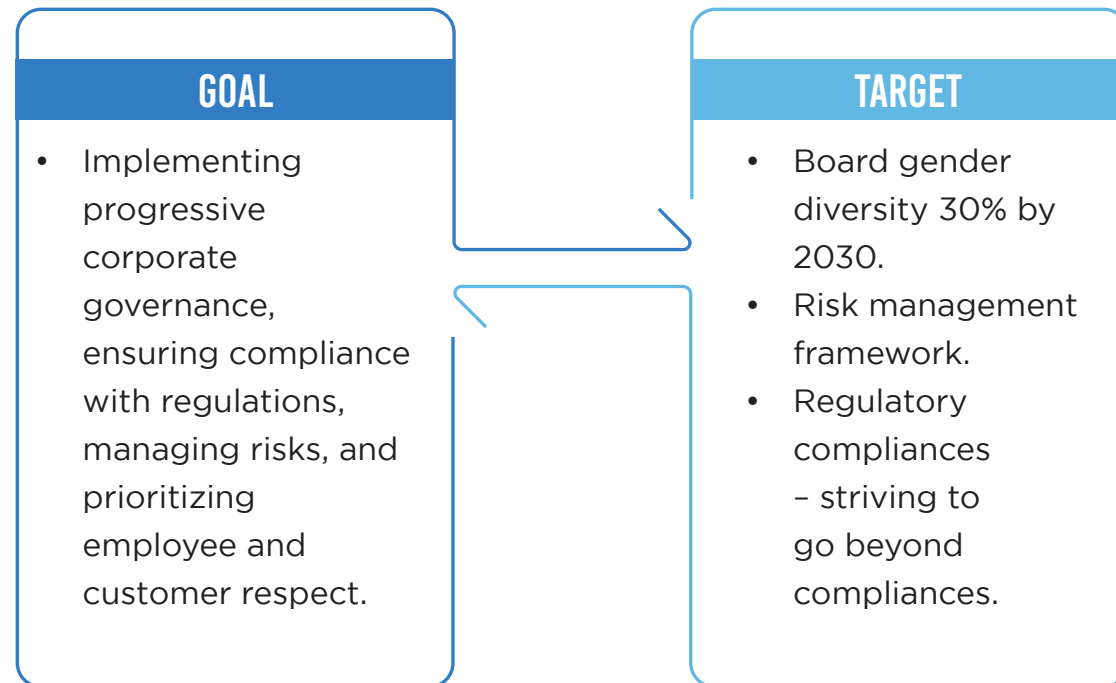 GOAL
• Implementing
progressive
corporate
governance,
ensuring compliance
with regulations,
managing risks, and
prioritizing
employee and
customer respect.
TARGET
• Board gender
diversity 30% by
2030.
• Risk management
framework.
• Regulatory
compliances
– striving to
go beyond
compliances.